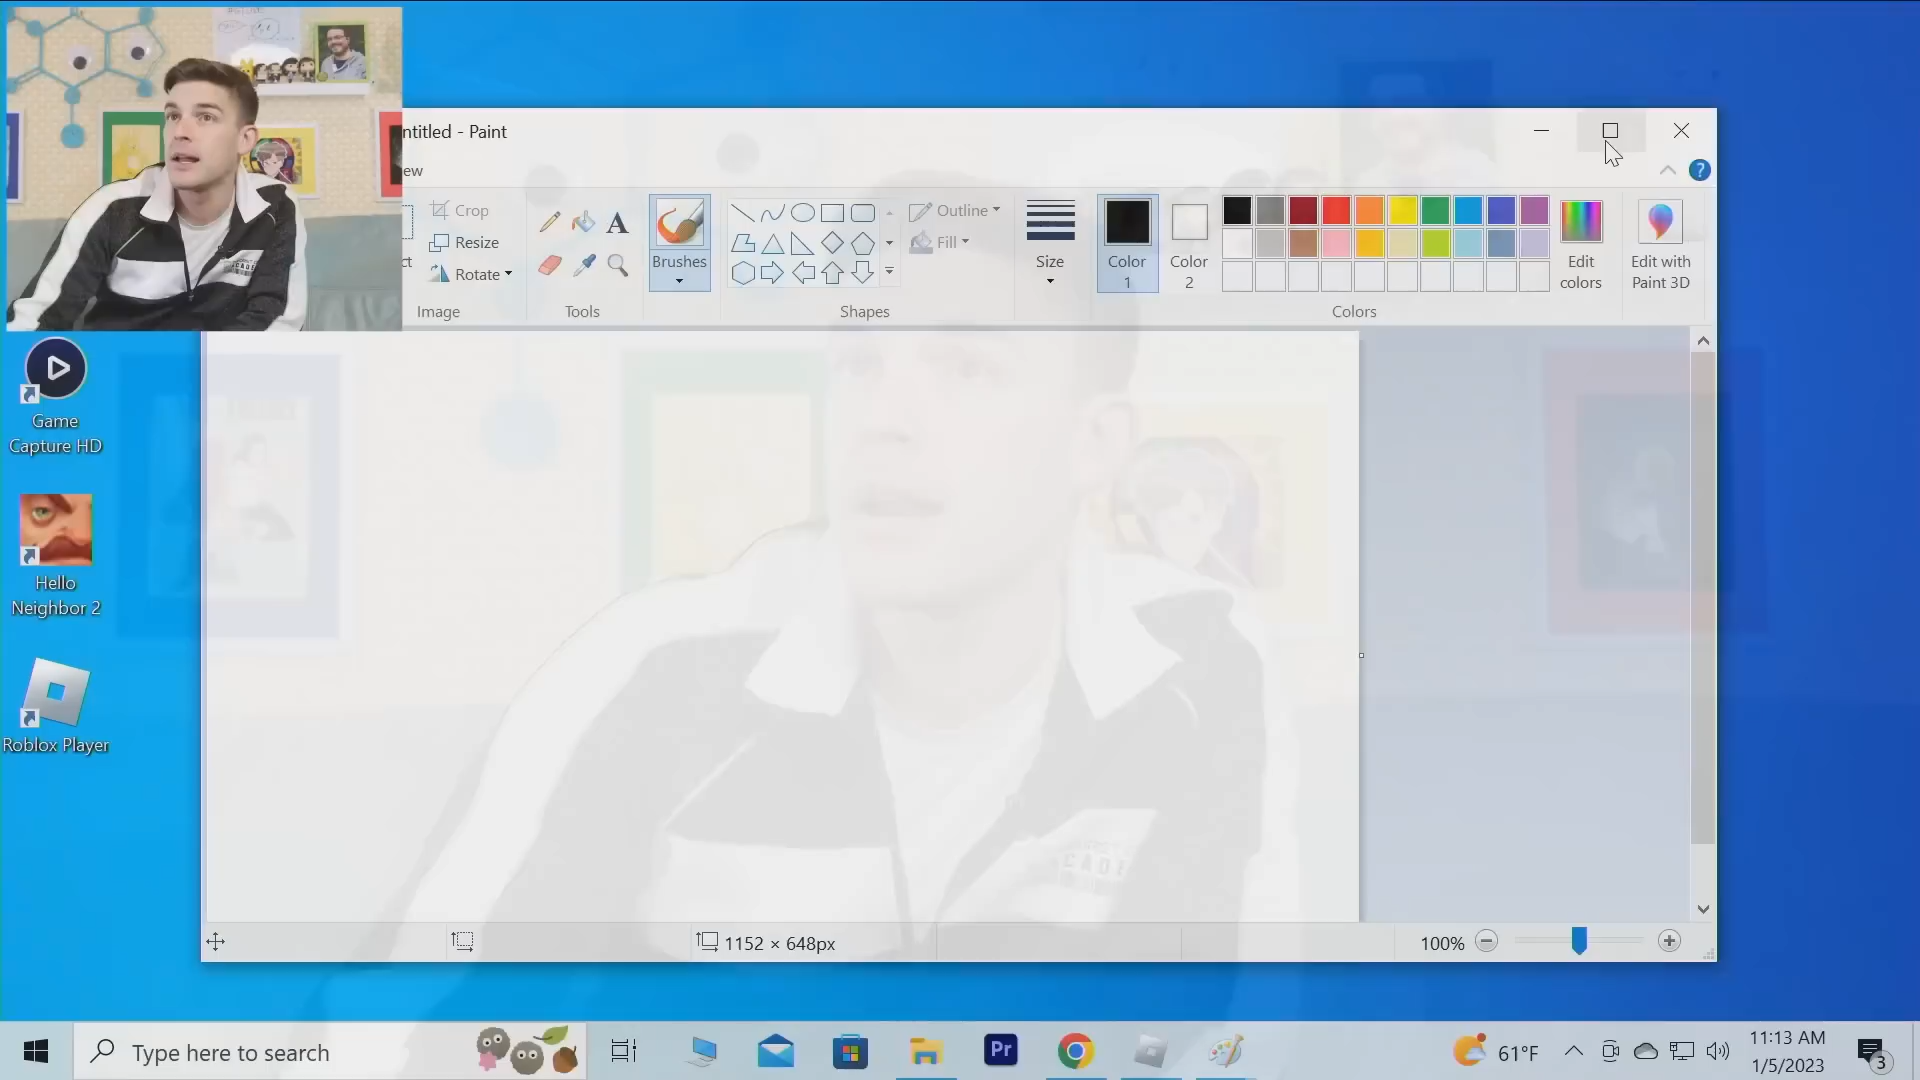 ntitled - Paint
ew
Crop
Resize
Rotate
ct
Image
A
Tools
Brushes
Outline
Fill
Shapes
Size
Color
1
Color
2
Edit
colors
Edit with
Paint 3D
Colors
?
Game
Capture HD
Hello
Neighbor 2
Roblox Player
1152 × 648px
100%
Type here to search
Pr
61°F
11:13 AM
1/5/2023
3